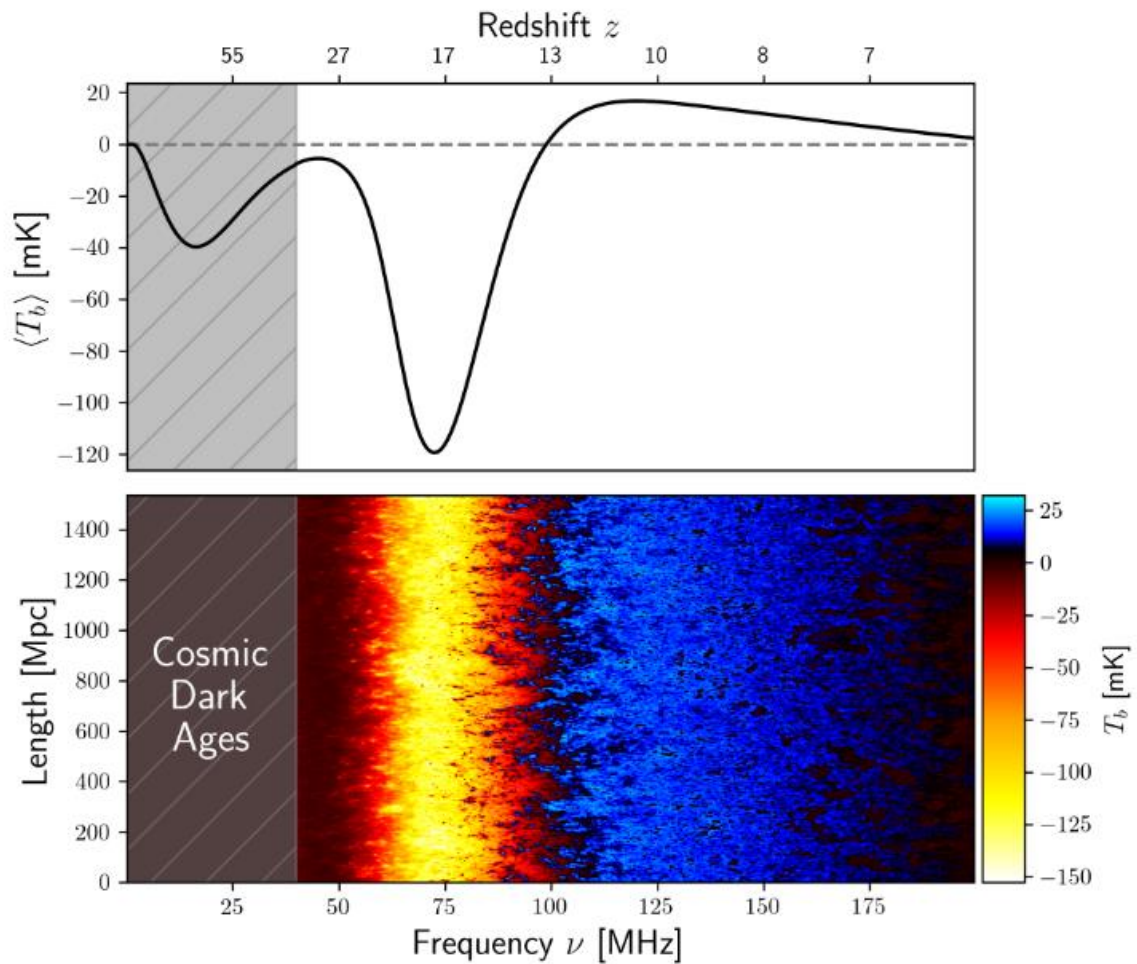 Redshift z
55 27 17 13 10 8 7
20
0
−20
−40
−60
−80
−100
−120
⟨T_b⟩ [mK]
1400
1200
1000
800
600
400
200
0
Length [Mpc]
Cosmic
Dark
Ages
25
0
−25
−50
−75
−100
−125
−150
T_b [mK]
25 50 75 100 125 150 175
Frequency ν [MHz]